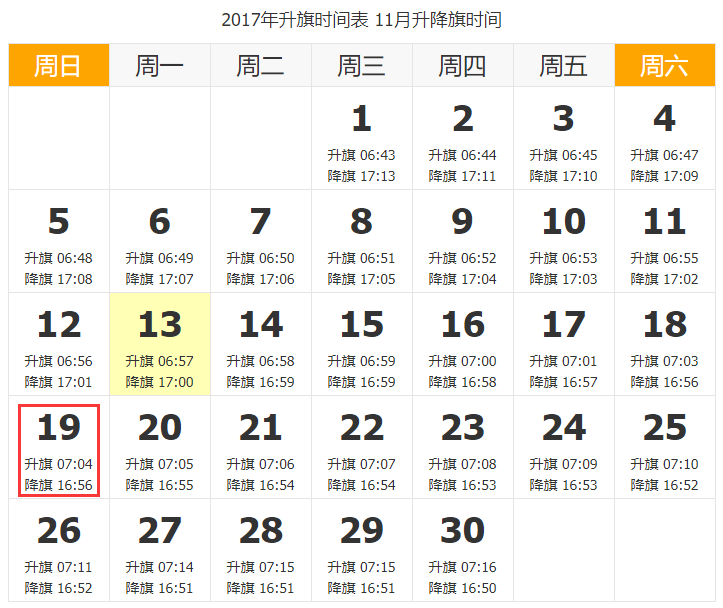 2017年升旗时间表 11月升降旗时间
周日 周一 周二 周三 周四 周五 周六
1 2 3 4
升旗 06:43 升旗 06:44 升旗 06:45 升旗 06:47
降旗 17:13 降旗 17:11 降旗 17:10 降旗 17:09
5 6 7 8 9 10 11
升旗 06:48 升旗 06:49 升旗 06:50 升旗 06:51 升旗 06:52 升旗 06:53 升旗 06:55
降旗 17:08 降旗 17:07 降旗 17:06 降旗 17:05 降旗 17:04 降旗 17:03 降旗 17:02
12 13 14 15 16 17 18
升旗 06:56 升旗 06:57 升旗 06:58 升旗 06:59 升旗 07:00 升旗 07:01 升旗 07:03
降旗 17:01 降旗 17:00 降旗 16:59 降旗 16:59 降旗 16:58 降旗 16:57 降旗 16:56
19 20 21 22 23 24 25
升旗 07:04 升旗 07:05 升旗 07:06 升旗 07:07 升旗 07:08 升旗 07:09 升旗 07:10
降旗 16:56 降旗 16:55 降旗 16:54 降旗 16:54 降旗 16:53 降旗 16:53 降旗 16:52
26 27 28 29 30
升旗 07:11 升旗 07:14 升旗 07:15 升旗 07:15 升旗 07:16
降旗 16:52 降旗 16:51 降旗 16:51 降旗 16:51 降旗 16:50